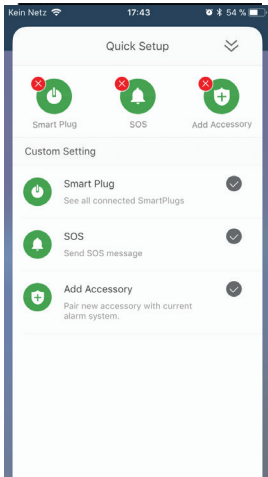 Kein Netz 17:43 54 %
Quick Setup
Smart Plug SOS Add Accessory
Custom Setting
Smart Plug
See all connected SmartPlugs
SOS
Send SOS message
Add Accessory
Pair new accessory with current
alarm system.